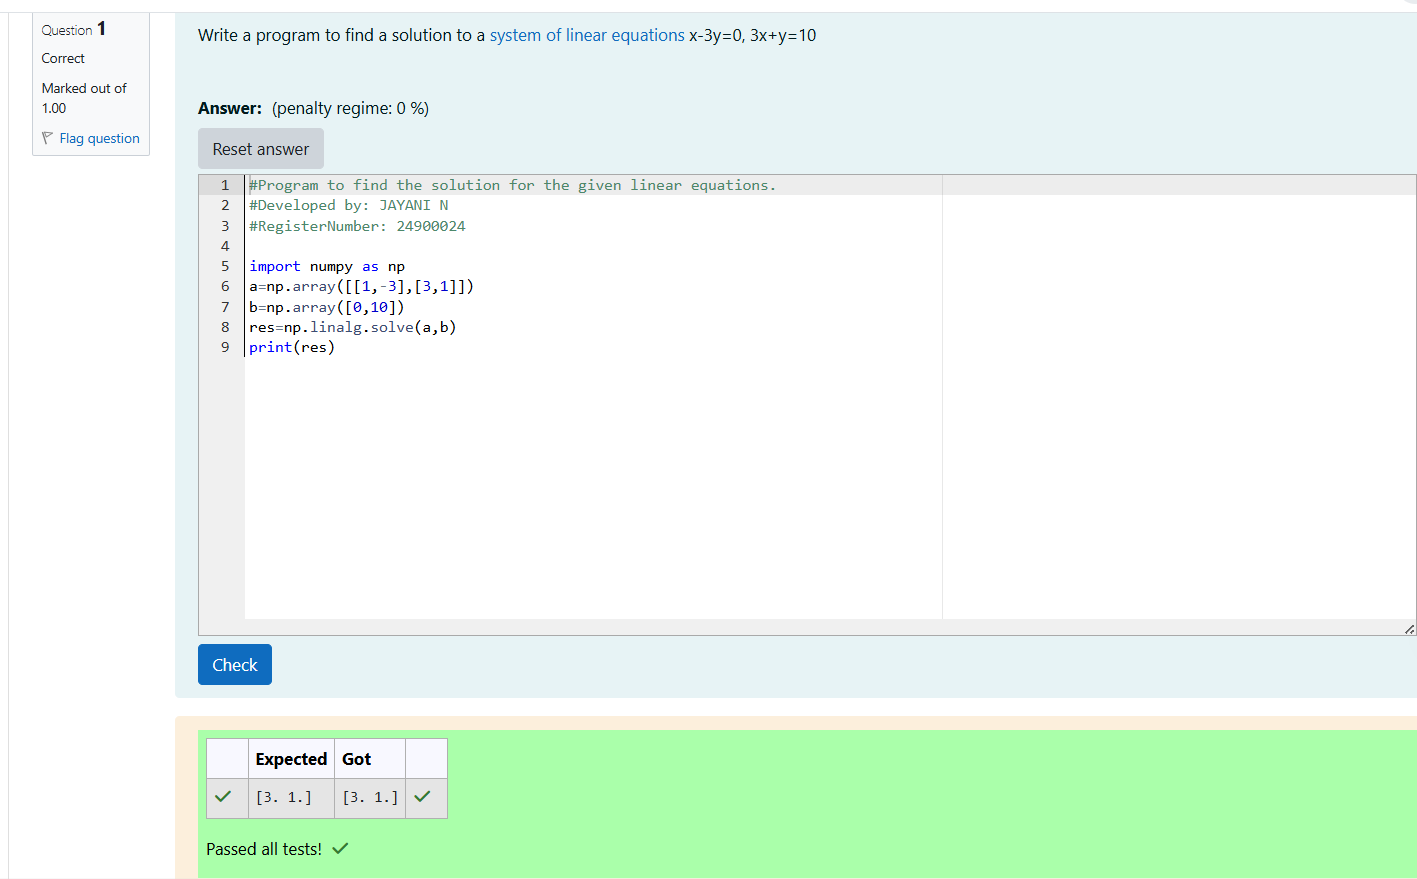 Question 1
Correct
Marked out of
1.00
Flag question
Write a program to find a solution to a system of linear equations x-3y=0, 3x+y=10
Answer: (penalty regime: 0 %)
Reset answer
1 #Program to find the solution for the given linear equations.
2 #Developed by: JAYANI N
3 #RegisterNumber: 24900024
4
5 import numpy as np
6 a=np.array([[1,-3],[3,1]])
7 b=np.array([0,10])
8 res=np.linalg.solve(a,b)
9 print(res)
Check
Expected Got
[3. 1.] [3. 1.]
Passed all tests!